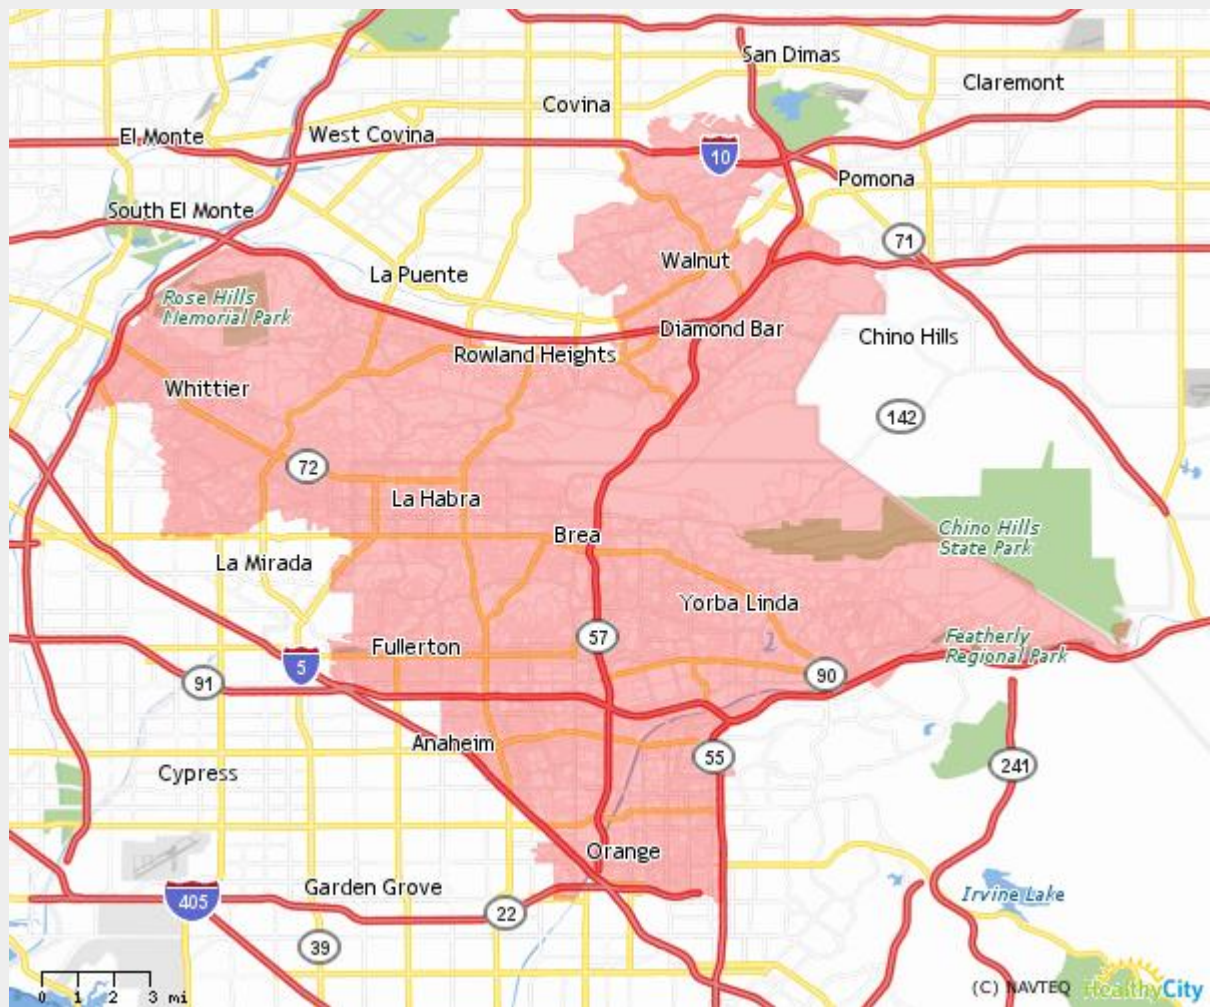 San Dimas
Claremont
Covina
El Monte
West Covina
10
Pomona
South El Monte
71
Walnut
La Puente
Rose Hills
Memorial Park
Diamond Bar
Chino Hills
Rowland Heights
Whittier
142
72
La Habra
Brea
Chino Hills
State Park
La Mirada
Yorba Linda
57
Fullerton
Featherly
Regional Park
5
91
90
Anaheim
55
Cypress
241
Orange
Garden Grove
405
22
Irvine Lake
39
0 1 2 3 mi
(C) NAVTEQ HealthyCity